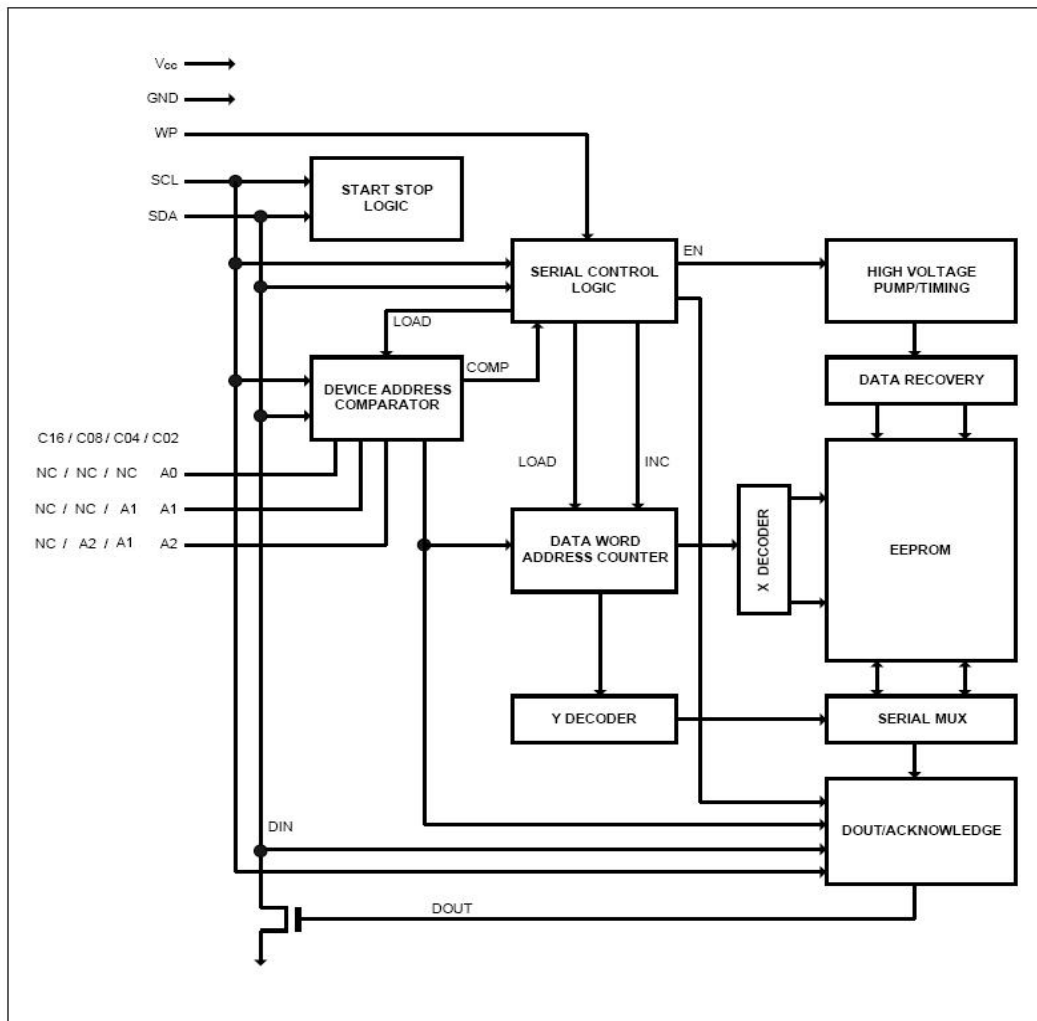 Vcc
GND
WP
SCL
SDA
START STOP
LOGIC
SERIAL CONTROL
LOGIC
EN
HIGH VOLTAGE
PUMP/TIMING
LOAD
COMP
DEVICE ADDRESS
COMPARATOR
DATA RECOVERY
C16 / C08 / C04 / C02
NC / NC / NC A0
NC / NC / A1 A1
NC / A2 / A1 A2
LOAD
INC
DATA WORD
ADDRESS COUNTER
X DECODER
EEPROM
Y DECODER
SERIAL MUX
DIN
DOUT/ACKNOWLEDGE
DOUT